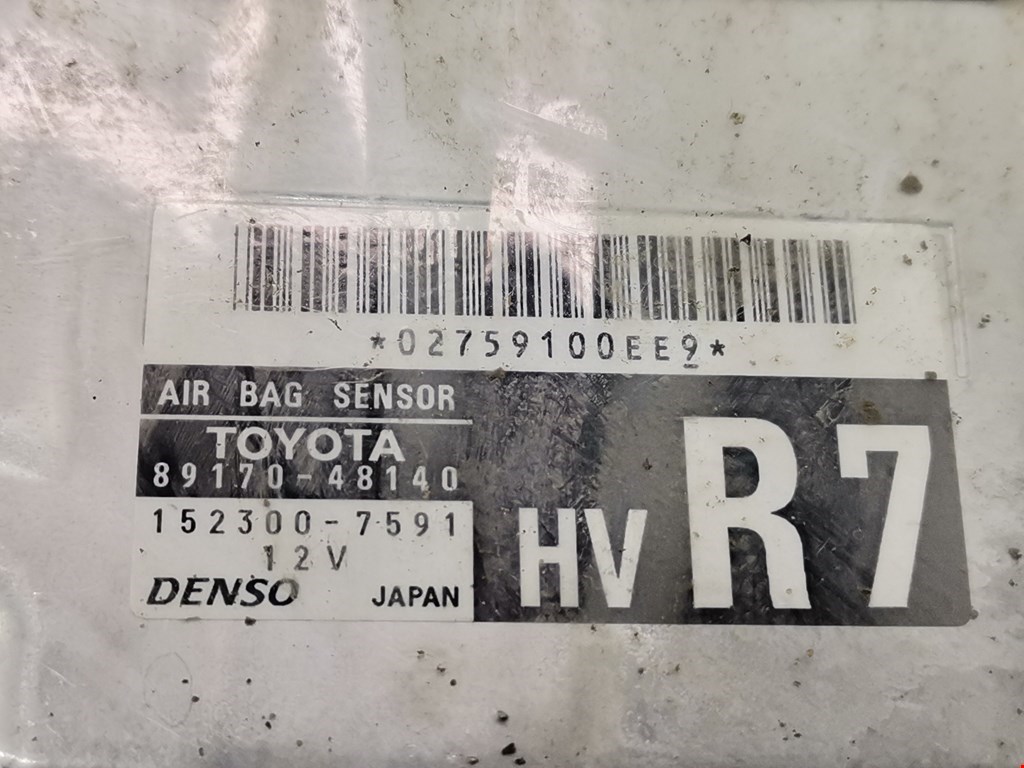 *02759100EE9*
AIR BAG SENSOR
TOYOTA
89170-48140
152300-7591
12V
DENSO JAPAN
HV R7